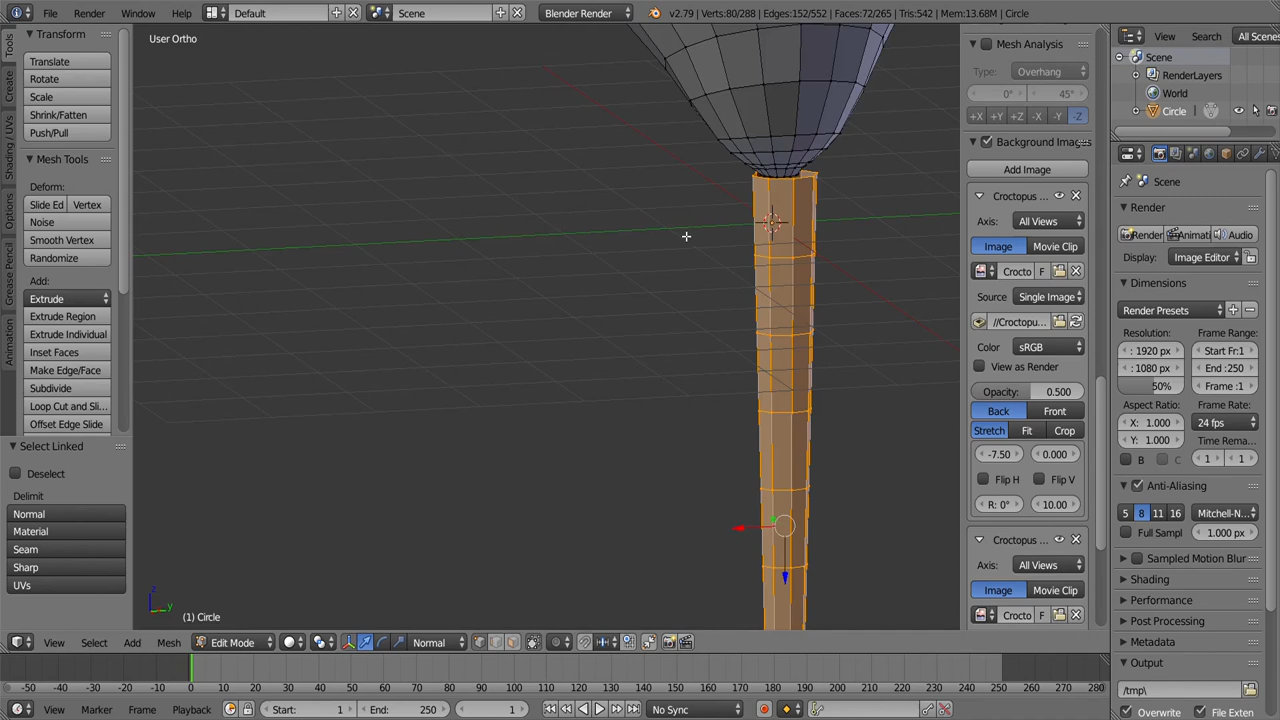 File Render Window Help Default Scene Blender Render v2.79 | Verts:80/288 | Edges:152/552 | Faces:72/265 | Tris:542 | Mem:13.68M | Circle
Tools
Create
Shading / UVs
Options
Grease Pencil
Animation
Transform
Translate
Rotate
Scale
Shrink/Fatten
Push/Pull
Mesh Tools
Deform:
Slide Ed Vertex
Noise
Smooth Vertex
Randomize
Add:
Extrude
Extrude Region
Extrude Individual
Inset Faces
Make Edge/Face
Subdivide
Loop Cut and Sli...
Offset Edge Slide
Select Linked
Deselect
Delimit
Normal
Material
Seam
Sharp
UVs
User Ortho
z
y
(1) Circle
Mesh Analysis
Type: Overhang
0° 45°
+X +Y +Z -X -Y -Z
Background Imag
Add Image
Croctopus ...
Axis: All Views
Image Movie Clip
Crocto F
Source Single Image
//Croctopu...
Color sRGB
View as Render
Opacity: 0.500
Back Front
Stretch Fit Crop
-7.50 0.000
Flip H Flip V
R: 0° 10.00
Croctopus ...
Axis: All Views
Image Movie Clip
Crocto F
View Search All Scenes
Scene
RenderLayers
World
Circle
Scene
Render
Render Animati Audio
Display: Image Editor
Dimensions
Render Presets
Resolution: Frame Range:
: 1920 px Start Fr:1
: 1080 px End :250
50% Frame :1
Aspect Ratio: Frame Rate:
X: 1.000 24 fps
Y: 1.000 Time Rema...
B C 1 1
Anti-Aliasing
5 8 11 16 Mitchell-N...
Full Sampl 1.000 px
Sampled Motion Blur
Shading
Performance
Post Processing
Metadata
Output
/tmp\
Overwrite File Exten
View Select Add Mesh Edit Mode Normal
-50 -40 -30 -20 -10 0 10 20 30 40 50 60 70 80 90 100 110 120 130 140 150 160 170 180 190 200 210 220 230 240 250 260 270 280
View Marker Frame Playback Start: 1 End: 250 1 No Sync